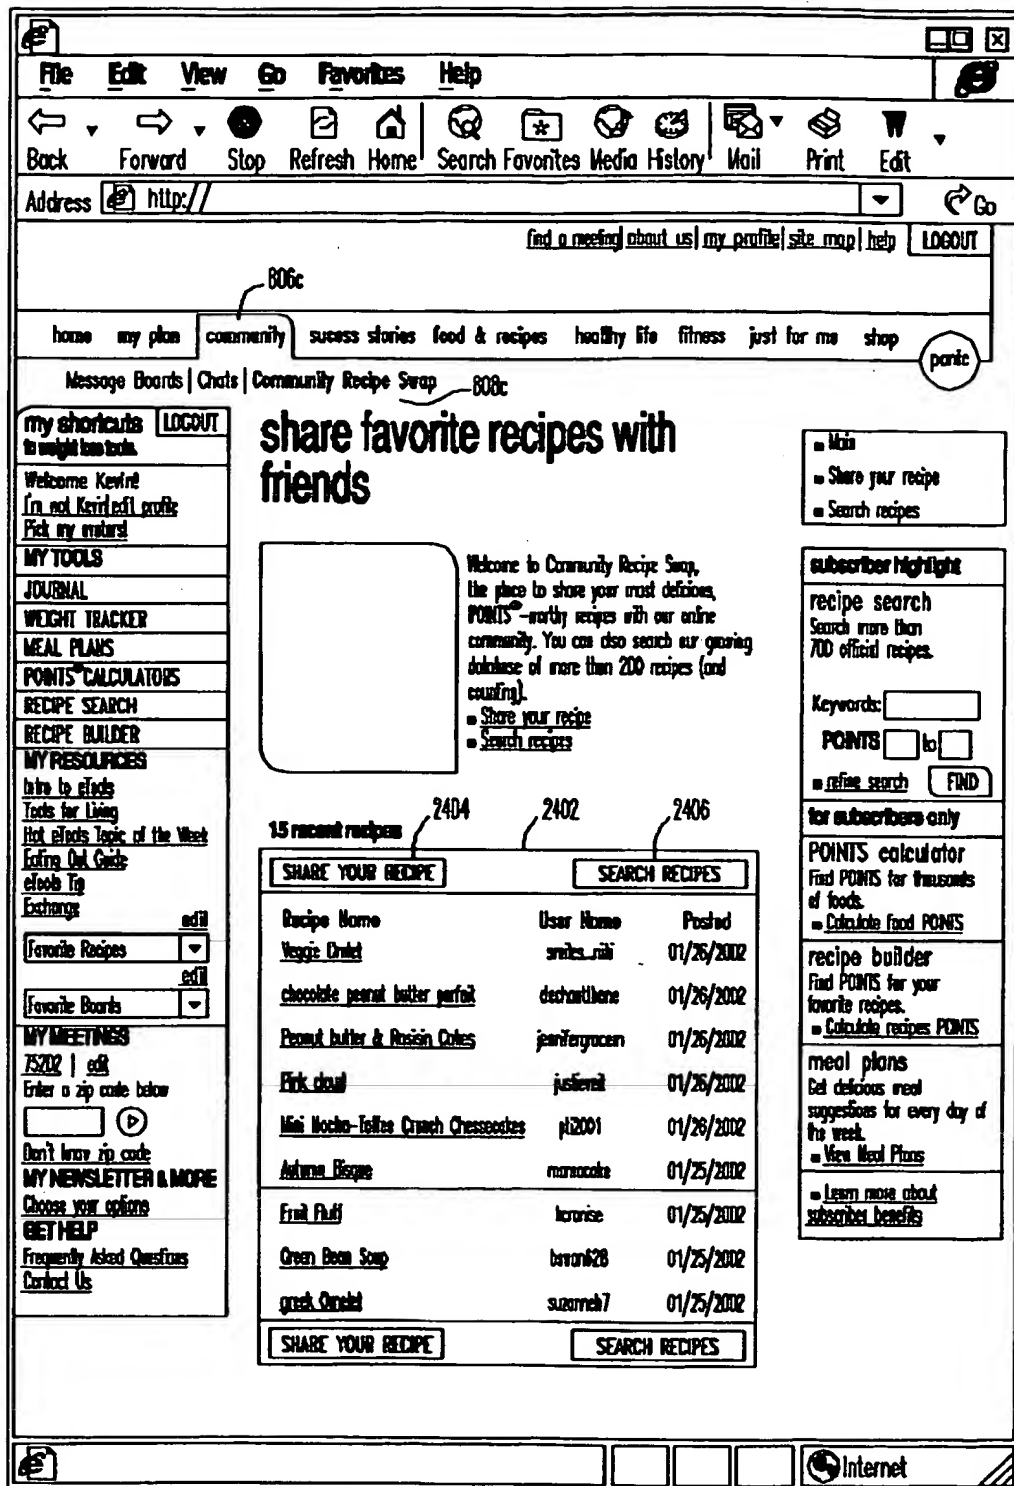 File Edit View Go Favorites Help
Back Forward Stop Refresh Home Search Favorites Media History Mail Print Edit
Address http:// Go
find a meeting| about us| my profile| site map| help LOGOUT
806c
home my plan community sucess stories food & recipes healthy life fitness just for me shop
panic
Message Boards | Chats | Community Recipe Swap
808c
my shortcuts LOGOUT
to weight loss tools.
Welcome Kevin!
I'm not Kevin|edit profile
Pick my
MY TOOLS
JOURNAL
WEIGHT TRACKER
MEAL PLANS
POINTS® CALCULATORS
RECIPE SEARCH
RECIPE BUILDER
MY RESOURCES
Intro to eTools
Tools for Living
Hot eTools Topic of the Week
Eating Out Guide
eTools Tip
Exchange
edit
Favorite Recipes
edit
Favorite Boards
MY MEETINGS
75202 | edit
Enter a zip code below
Don't know zip code
MY NEWSLETTER & MORE
Choose your options
GET HELP
Frequently Asked Questions
Contact Us
share favorite recipes with
friends
Welcome to Community Recipe Swap,
the place to share your most delicious,
POINTS®-worthy recipes with our online
community. You can also search our growing
database of more than 200 recipes (and
counting).
Share your recipe
Search recipes
15 recent recipes
2404 2402 2406
SHARE YOUR RECIPE SEARCH RECIPES
Recipe Name User Name Posted
Veggie Omlet 01/26/2002
chocolate peanut butter parfait 01/26/2002
Peanut butter & Rasisin Cakes 01/26/2002
Pink cloud 01/26/2002
Mini Mocha-Toffee Crunch Chessecakes 01/26/2002
Autumn Bisque 01/25/2002
Fruit Fluff 01/25/2002
Green Bean Soup 01/25/2002
greek Omelet suzanneh7 01/25/2002
SHARE YOUR RECIPE SEARCH RECIPES
Main
Share your recipe
Search recipes
subscriber highlight
recipe search
Search more than
700 official recipes.
Keywords:
POINTS to
refine search FIND
for subscribers only
POINTS calculator
Find POINTS for thousands
of foods.
Calculate Food POINTS
recipe builder
Find POINTS for your
favorite recipes.
Calculate recipes POINTS
meal plans
Get delicious meal
suggestions for every day of
the week.
View Meal Plans
Learn more about
subscriber benefits
Internet